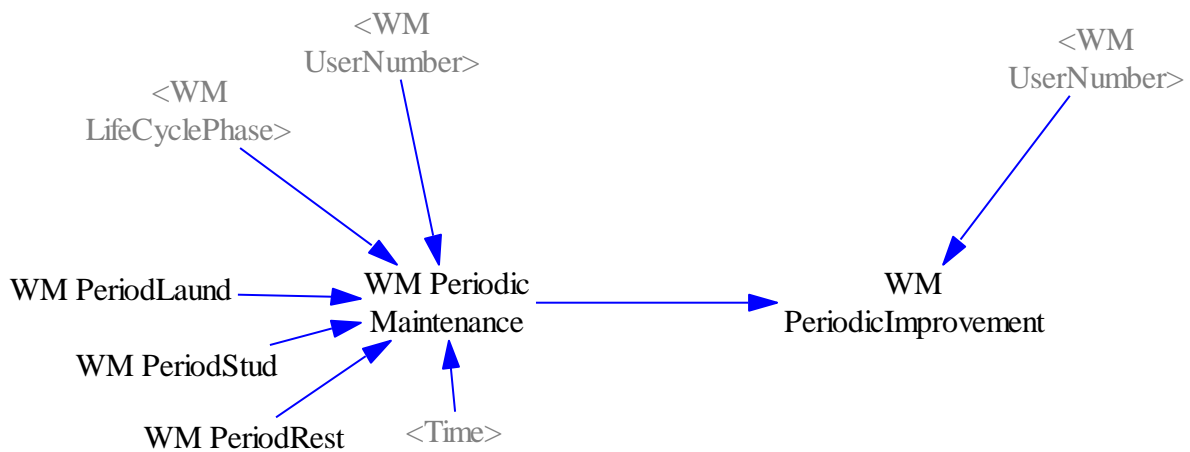 <WM
UserNumber>
<WM
UserNumber>
<WM
LifeCyclePhase>
WM PeriodLaund
WM Periodic
Maintenance
WM
PeriodicImprovement
WM PeriodStud
WM PeriodRest
<Time>